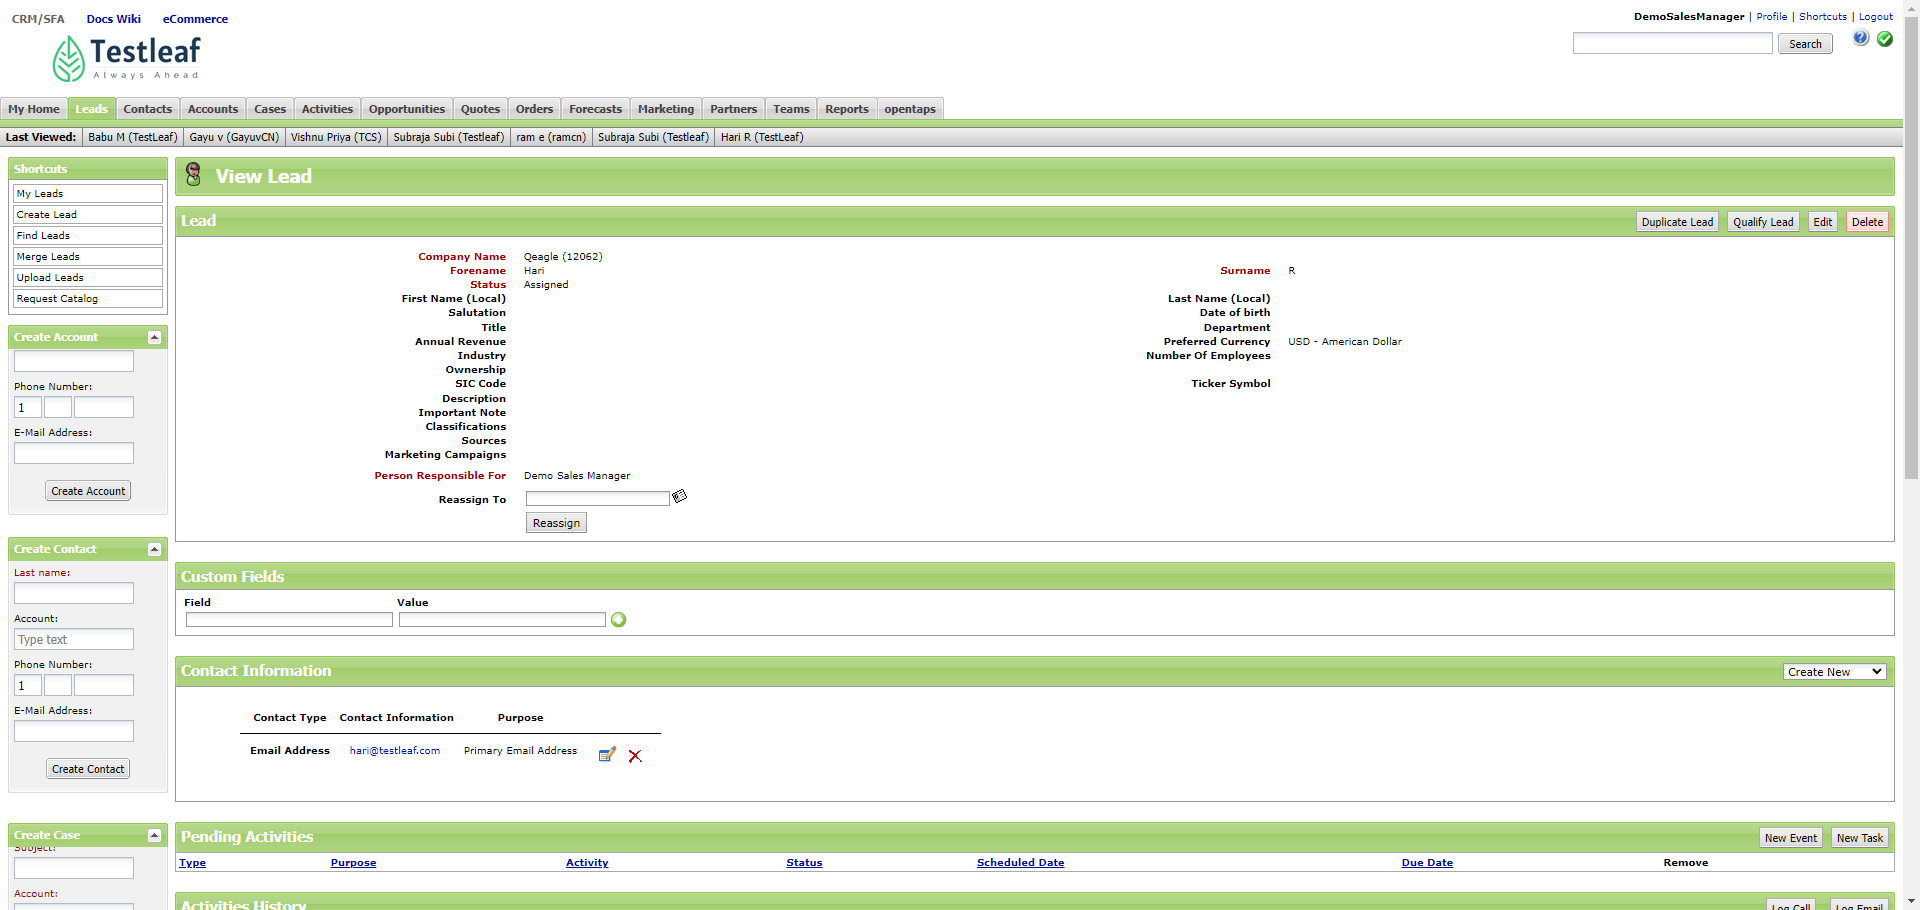 CRM/SFA Docs Wiki eCommerce
DemoSalesManager | Profile | Shortcuts | Logout
Search
Testleaf
Always Ahead
My Home Leads Contacts Accounts Cases Activities Opportunities Quotes Orders Forecasts Marketing Partners Teams Reports opentaps
Last Viewed: Babu M (TestLeaf) Gayu v (GayuvCN) Vishnu Priya (TCS) Subraja Subi (Testleaf) ram e (ramcn) Subraja Subi (Testleaf) Hari R (TestLeaf)
Shortcuts
My Leads
Create Lead
Find Leads
Merge Leads
Upload Leads
Request Catalog
Create Account
Phone Number:
1
E-Mail Address:
Create Account
Create Contact
Last name:
Account:
Type text
Phone Number:
1
E-Mail Address:
Create Contact
Create Case
Subject:
Account:
View Lead
Lead
Duplicate Lead Qualify Lead Edit Delete
Company Name Qeagle (12062)
Forename Hari Surname R
Status Assigned
First Name (Local) Last Name (Local)
Salutation Date of birth
Title Department
Annual Revenue Preferred Currency USD - American Dollar
Industry Number Of Employees
Ownership
SIC Code Ticker Symbol
Description
Important Note
Classifications
Sources
Marketing Campaigns
Person Responsible For Demo Sales Manager
Reassign To
Reassign
Custom Fields
Field Value
Contact Information
Create New
Contact Type Contact Information Purpose
Email Address hari@testleaf.com Primary Email Address
Pending Activities
New Event New Task
Type Purpose Activity Status Scheduled Date Due Date Remove
Activities History
Log Call Log Email